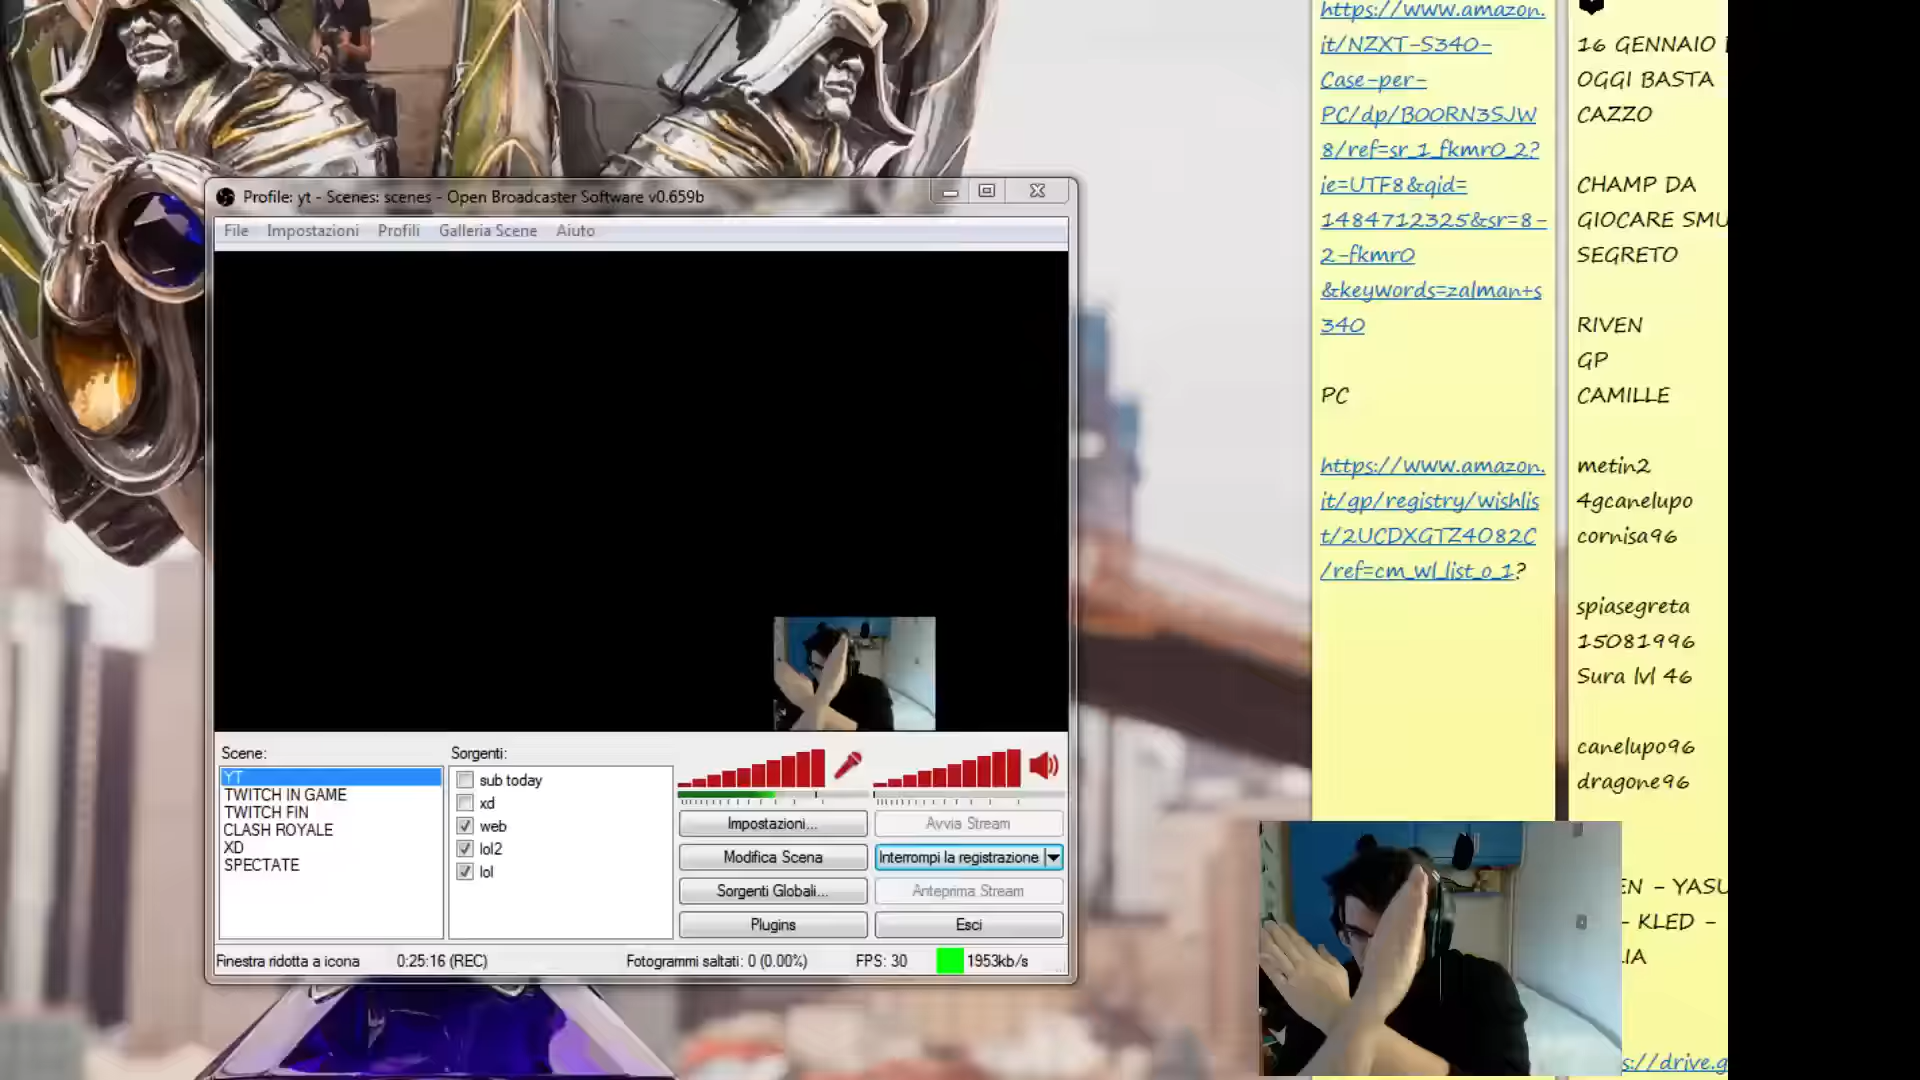 Profile: yt - Scenes: scenes - Open Broadcaster Software v0.659b
File Impostazioni Profili Galleria Scene Aiuto
Scene:
YT
TWITCH IN GAME
TWITCH FIN
CLASH ROYALE
XD
SPECTATE
Sorgenti:
sub today
xd
web
lol2
lol
Impostazioni...
Avvia Stream
Modifica Scena
Interrompi la registrazione
Sorgenti Globali...
Anteprima Stream
Plugins
Esci
Finestra ridotta a icona 0:25:16 (REC) Fotogrammi saltati: 0 (0.00%) FPS: 30 1953kb/s
https://www.amazon.
it/NZXT-S340-
Case-per-
PC/dp/B00RN3SJW
8/ref=sr_1_fkmr0_2?
ie=UTF8&qid=
1484712325&sr=8-
2-fkmr0
&keywords=zalman+s
340
PC
https://www.amazon.
it/gp/registry/wishlis
t/2UCDXGTZ4O82C
/ref=cm_wl_list_o_1?
16 GENNAIO
OGGI BASTA
CAZZO
CHAMP DA
GIOCARE SMU
SEGRETO
RIVEN
GP
CAMILLE
metin2
4gcanelupo
cornisa96
spiasegreta
15081996
Sura lvl 46
canelupo96
dragone96
EN - YASU
- KLED -
IA
s://drive.g